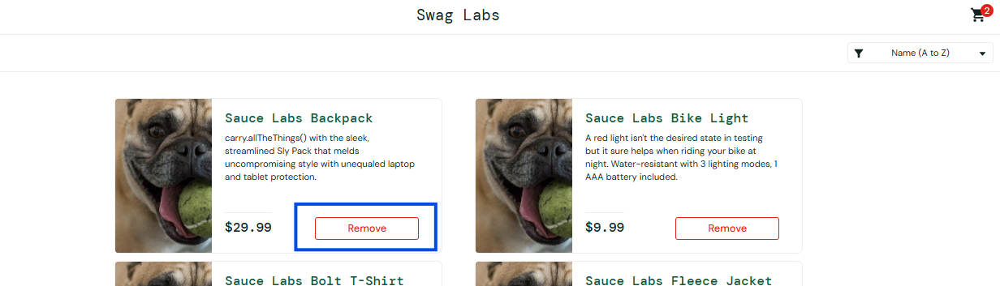 Swag Labs
2
Name (A to Z)
Sauce Labs Backpack
carry.allTheThings() with the sleek,
streamlined Sly Pack that melds
uncompromising style with unequaled laptop
and tablet protection.
$29.99
Remove
Sauce Labs Bike Light
A red light isn't the desired state in testing
but it sure helps when riding your bike at
night. Water-resistant with 3 lighting modes, 1
AAA battery included.
$9.99
Remove
Sauce Labs Bolt T-Shirt
Sauce Labs Fleece Jacket